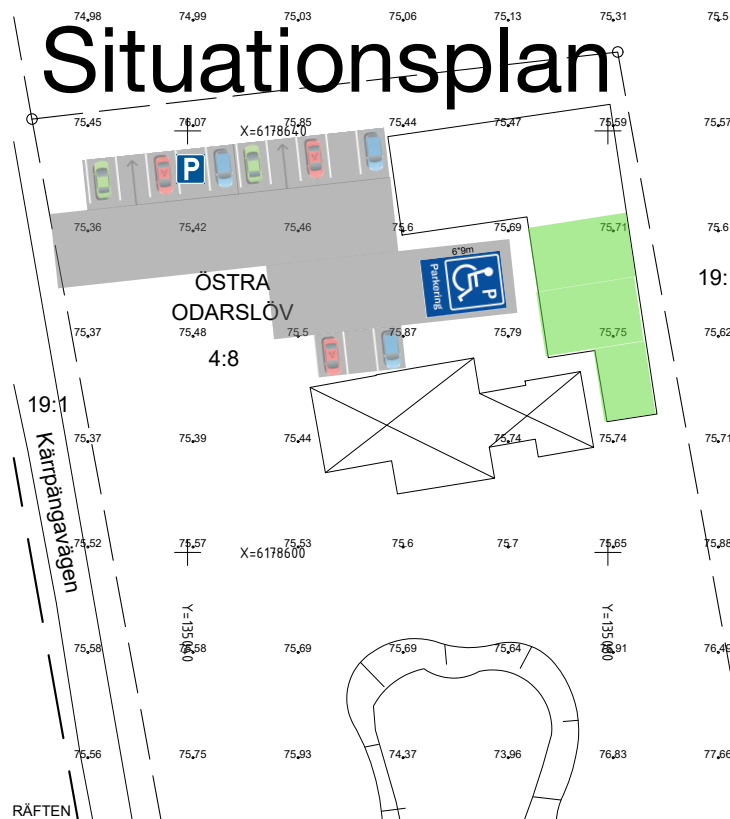 74.98 74.99 75.03 75.06 75.13 75.31 75.5
Situationsplan
75.45 76.07 75.85 75.44 75.47 75.59 75.57
X=6178640
P
75.36 75.42 75.46 75.6 75.69 75.71 75.6
6*9m
P
Parkering
ÖSTRA
ODARSLÖV
4:8
19:
75.37 75.48 75.5 75.87 75.79 75.75 75.62
19:1
Kärrpängavägen
75.37 75.39 75.44 75.74 75.74 75.71
75.52 75.57 75.53 75.6 75.7 75.65 75.88
X=6178600
Y=135040
Y=135080
75.58 75.58 75.69 75.69 75.64 76.91 76.49
75.56 75.75 75.93 74.37 73.96 76.83 77.66
RÄFTEN